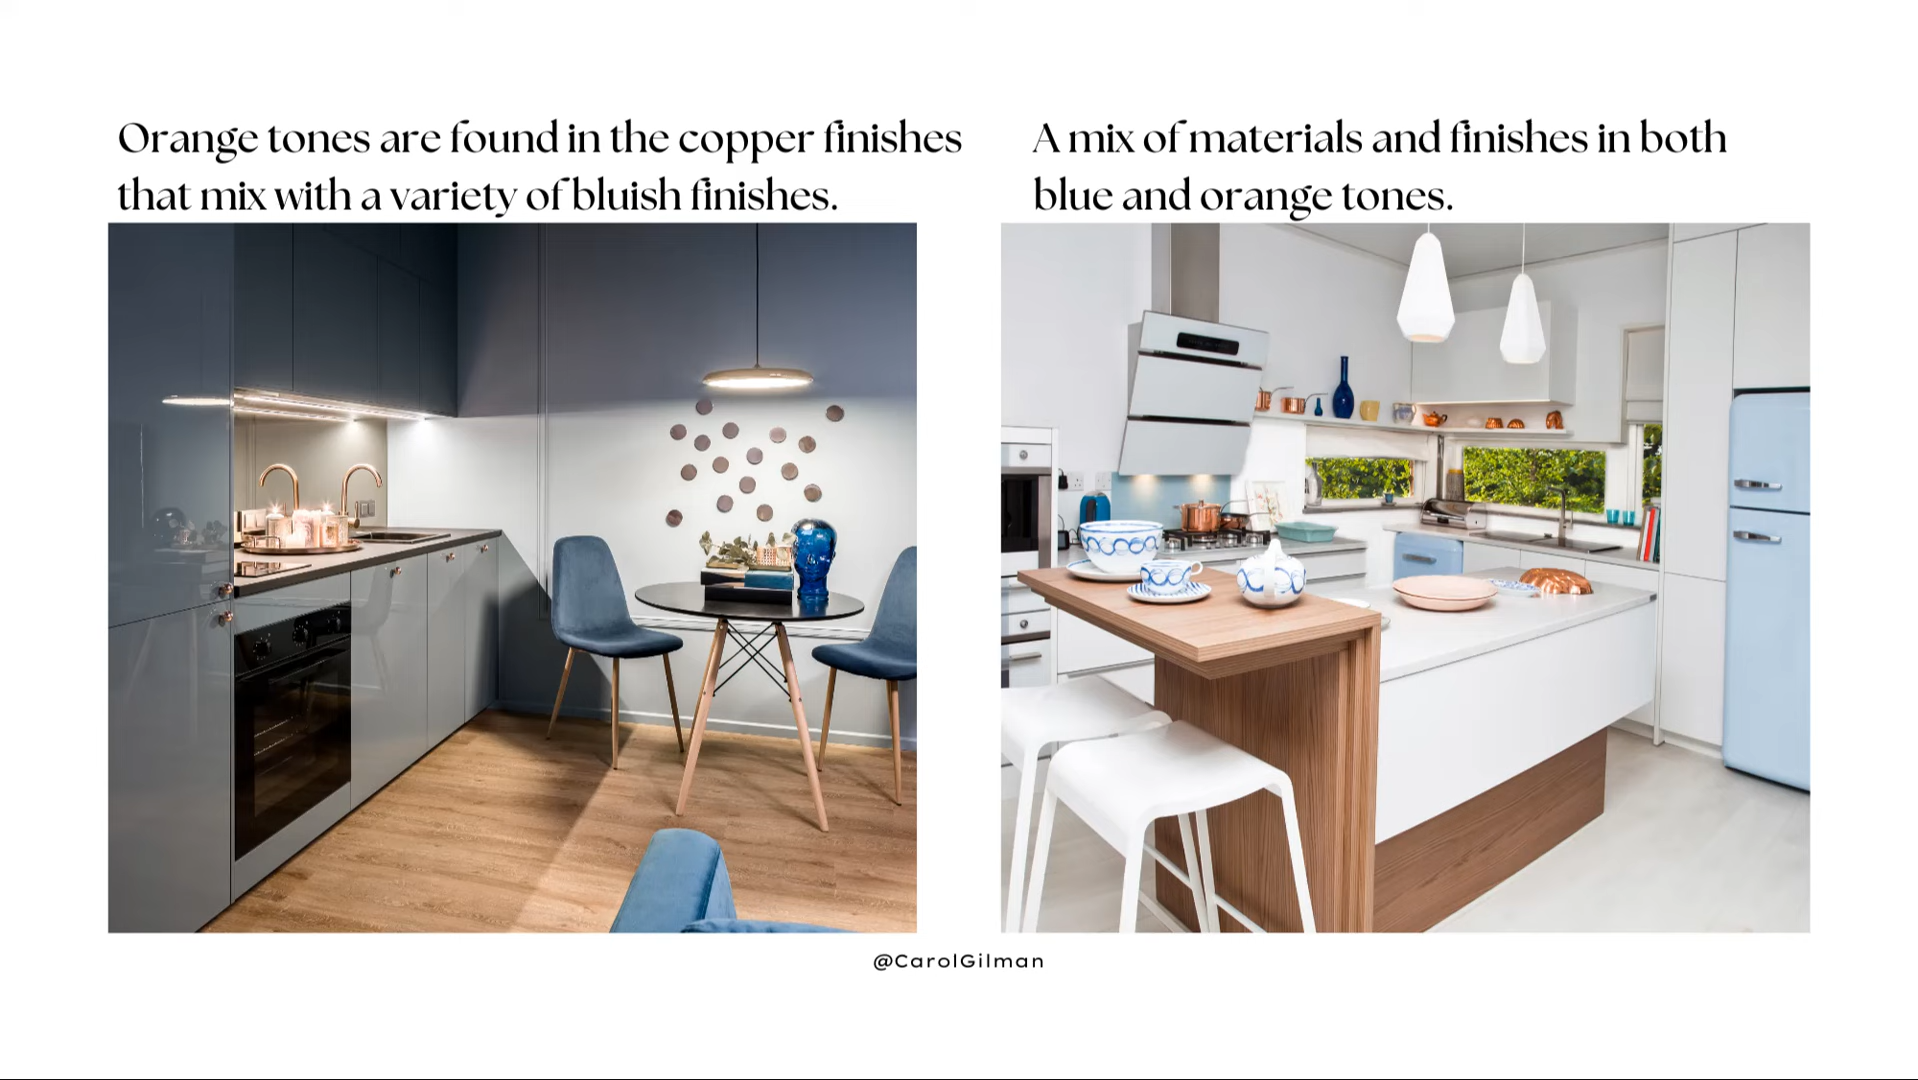 Orange tones are found in the copper finishes
that mix with a variety of bluish finishes.
A mix of materials and finishes in both
blue and orange tones.
@CarolGilman